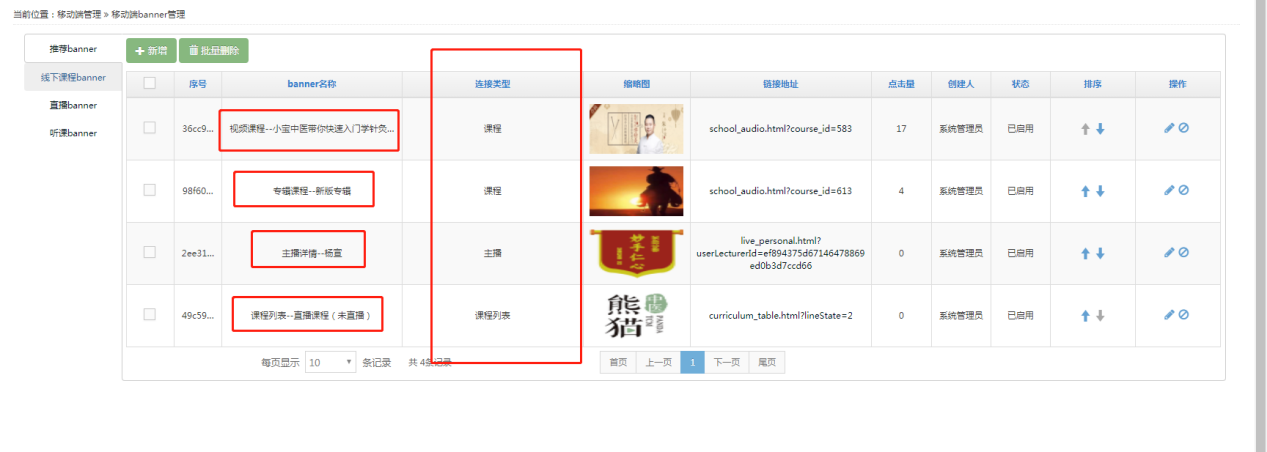 当前位置：移动端管理 » 移动端banner管理
推荐banner
线下课程banner
直播banner
听课banner
新增 批量删除
序号 banner名称 连接类型 缩略图 链接地址 点击量 创建人 状态 排序 操作
36cc9... 视频课程--小宝中医带你快速入门学针灸... 课程 school_audio.html?course_id=583 17 系统管理员 已启用
98f60... 专辑课程--新版专辑 课程 school_audio.html?course_id=613 4 系统管理员 已启用
2ee31... 主播详情--杨宣 主播 妙手仁心 live_personal.html?
userLecturerId=ef894375d67146478869
ed0b3d7ccd66 0 系统管理员 已启用
49c59... 课程列表--直播课程（未直播） 课程列表 熊猫 中医 PANDA TCM curriculum_table.html?lineState=2 0 系统管理员 已启用
每页显示 10 条记录 共 4条记录 首页 上一页 1 下一页 尾页